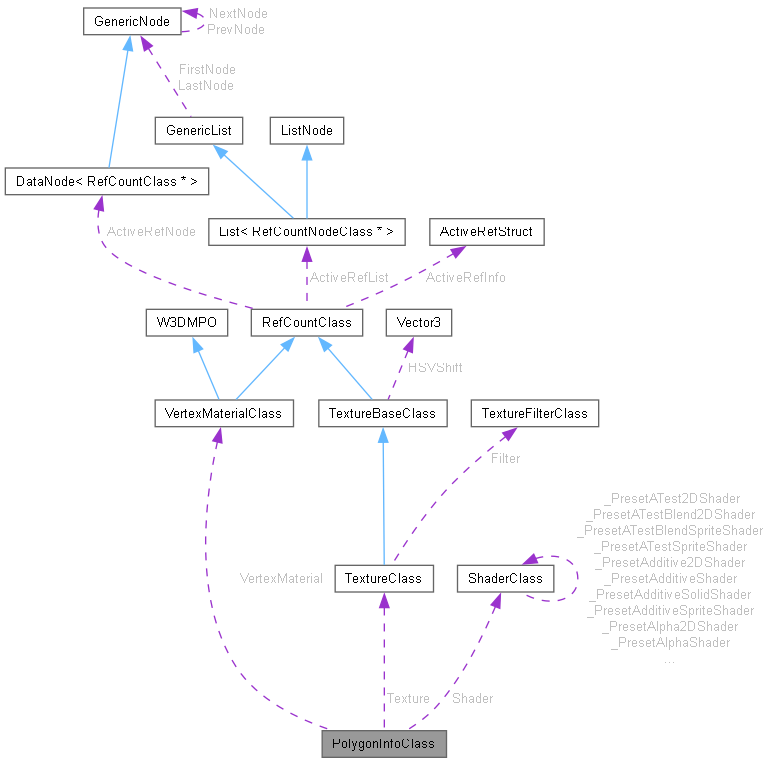 GenericNode
NextNode
PrevNode
FirstNode
LastNode
GenericList
ListNode
DataNode< RefCountClass * >
ActiveRefNode
List< RefCountNodeClass * >
ActiveRefStruct
ActiveRefList
ActiveRefInfo
W3DMPO
RefCountClass
Vector3
HSVShift
VertexMaterialClass
TextureBaseClass
TextureFilterClass
Filter
_PresetATest2DShader
_PresetATestBlend2DShader
_PresetATestBlendSpriteShader
_PresetATestSpriteShader
_PresetAdditive2DShader
_PresetAdditiveShader
_PresetAdditiveSolidShader
_PresetAdditiveSpriteShader
_PresetAlpha2DShader
_PresetAlphaShader
...
VertexMaterial
TextureClass
ShaderClass
Texture
Shader
PolygonInfoClass